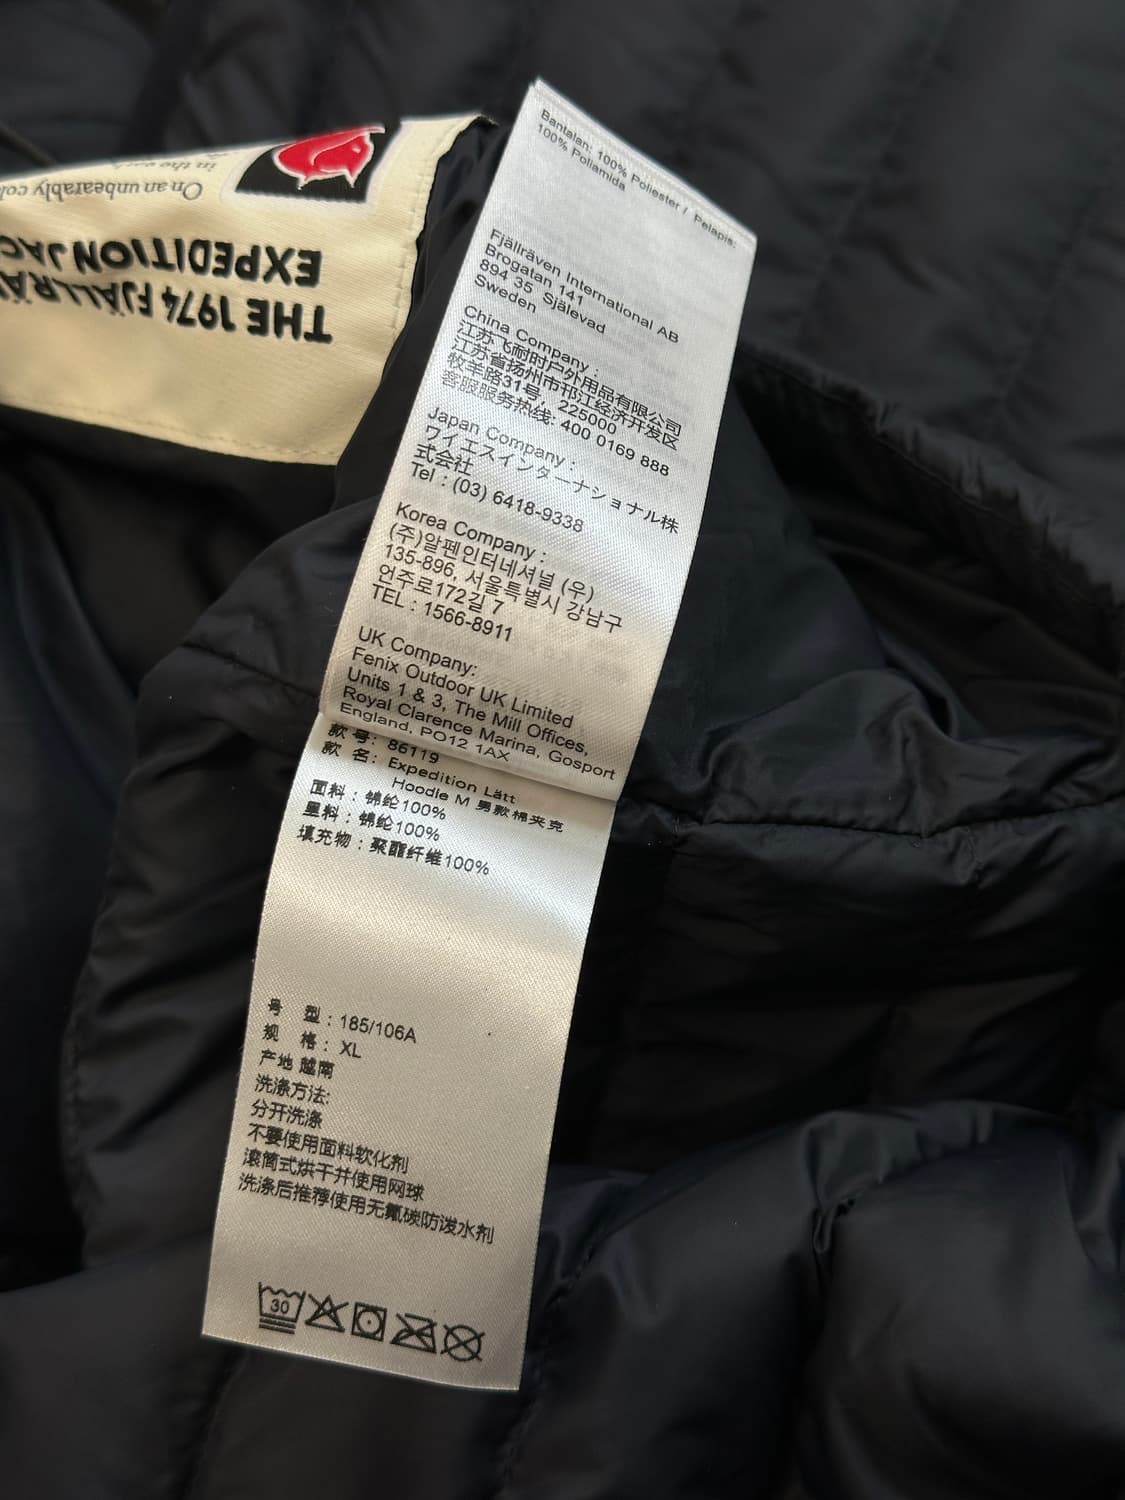 THE 1974 FJÄLLRÄ
EXPEDITION JAC
On an unbearably col
in the
Bantalan: 100% Poliester / Pelapis:
100% Poliamida
Fjällräven International AB
Brogatan 141
894 35 Själevad
Sweden
China Company :
江苏飞耐时户外用品有限公司
江苏省扬州市邗江经济开发区
牧羊路31号, 225000
客服服务热线: 400 0169 888
Japan Company :
ワイエスインターナショナル株
式会社
Tel : (03) 6418-9338
Korea Company :
(주)알펜인터네셔널 (우)
135-896, 서울특별시 강남구
언주로172길 7
TEL : 1566-8911
UK Company:
Fenix Outdoor UK Limited
Units 1 & 3, The Mill Offices,
Royal Clarence Marina, Gosport
England, PO12 1AX
款 号: 86119
款 名: Expedition Lätt
Hoodie M 男款棉夹克
面料 : 锦纶100%
里料 : 锦纶100%
填充物 : 聚酯纤维100%
号 型 : 185/106A
规 格 : XL
产地 越南
洗涤方法:
分开洗涤
不要使用面料软化剂
滚筒式烘干并使用网球
洗涤后推荐使用无氟碳防泼水剂
30